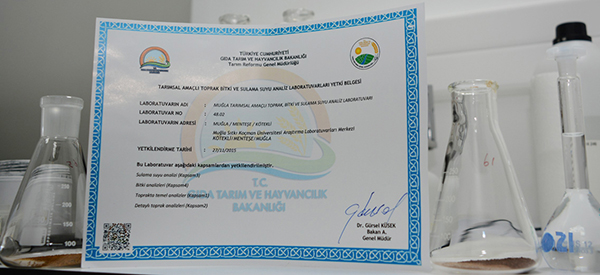 TÜRKİYE CUMHURİYETİ
GIDA TARIM VE HAYVANCILIK BAKANLIĞI
Tarım Reformu Genel Müdürlüğü
TARIMSAL AMAÇLI TOPRAK BİTKİ VE SULAMA SUYU ANALİZ LABORATUVARLARI YETKİ BELGESİ
LABORATUVARIN ADI : MUĞLA TARIMSAL AMAÇLI TOPRAK, BİTKİ VE SULAMA SUYU ANALİZ LABORATUVARI
LABORATUVAR NO : 48.02
LABORATUVARIN ADRESİ : MUĞLA / MENTEŞE / KÖTEKLİ
Muğla Sıtkı Koçman Üniversitesi Araştırma Laboratuvarları Merkezi
KÖTEKLİ/MENTEŞE/MUĞLA
YETKİLENDİRME TARİHİ : 27/11/2015
Bu Laboratuvar aşağıdaki kapsamlardan yetkilendirilmiştir.
Sulama suyu analizi (Kapsam3)
Bitki analizleri (Kapsam4)
Toprakta temel analizler (Kapsam1)
Detaylı toprak analizleri (Kapsam2)
T.C.
GIDA TARIM VE HAYVANCILIK
BAKANLIĞI
Dr. Gürsel KÜSEK
Bakan A.
Genel Müdür
150
100
61